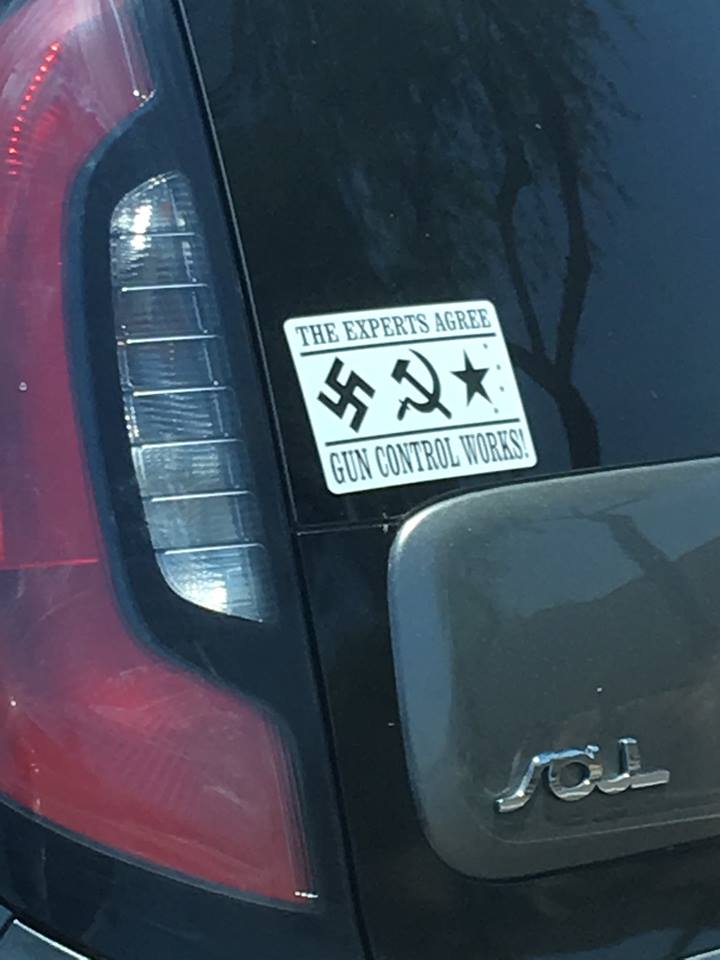 THE EXPERTS AGREE
GUN CONTROL WORKS!
SOUL